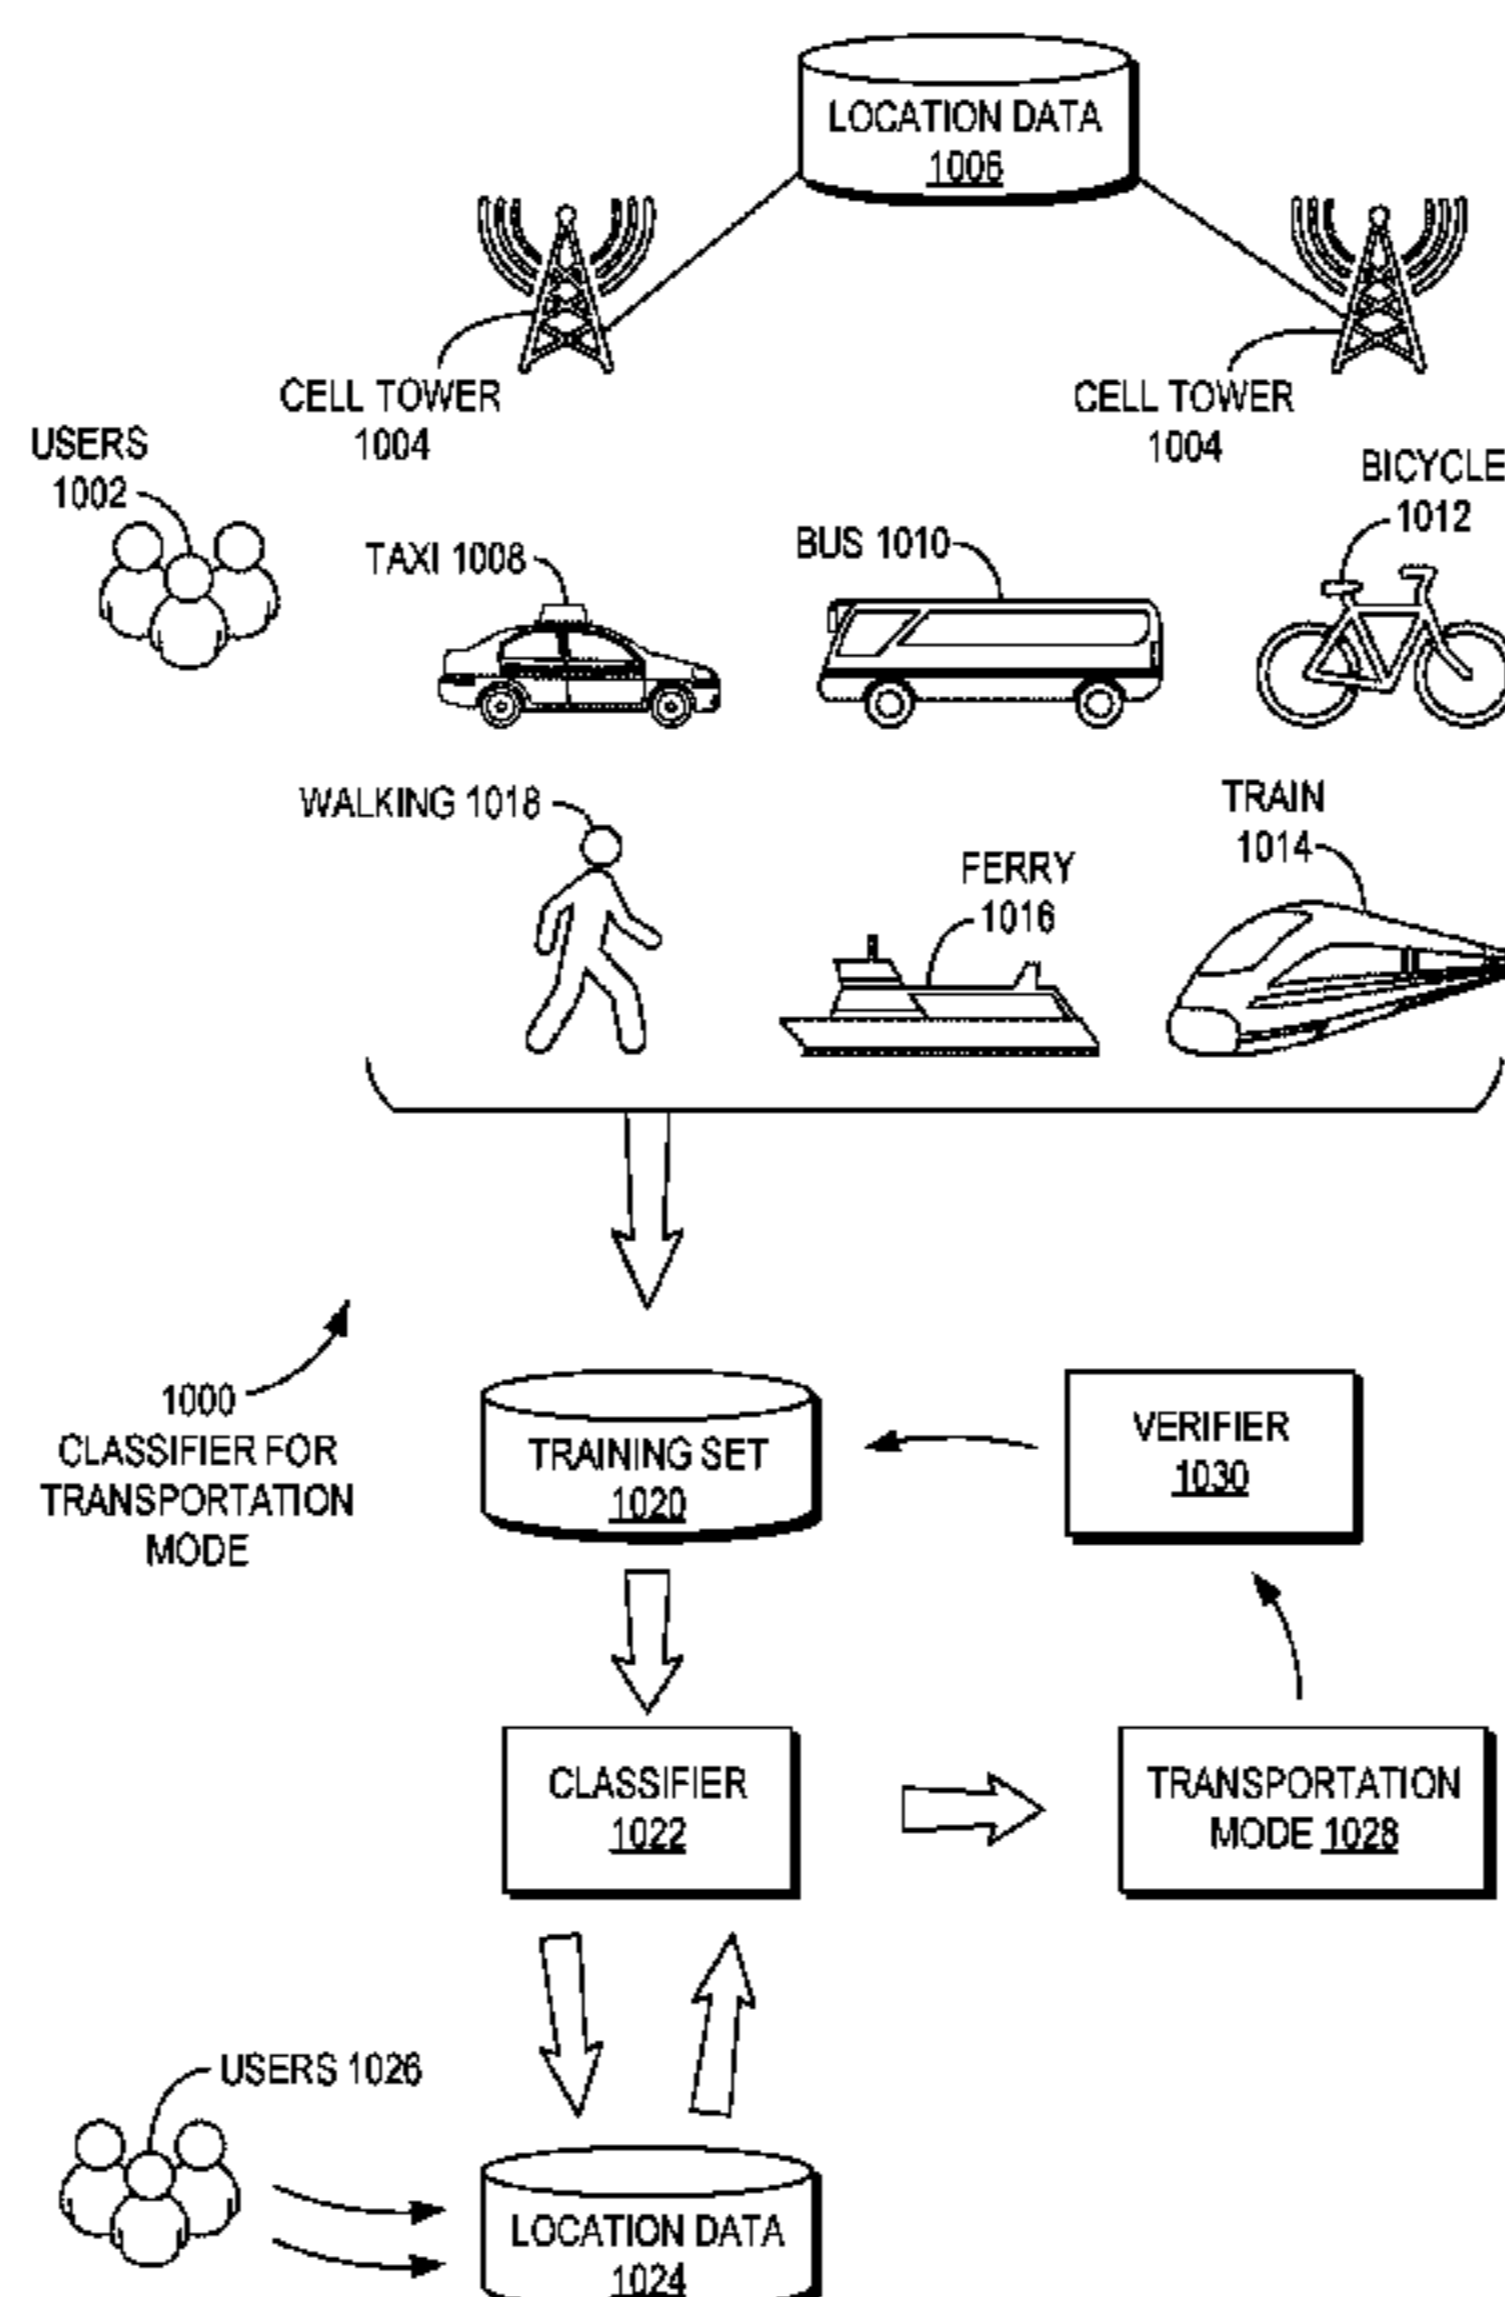 LOCATION DATA
1006
CELL TOWER
1004
CELL TOWER
1004
USERS
1002
BICYCLE
1012
TAXI 1008
BUS 1010
WALKING 1018
TRAIN
1014
FERRY
1016
1000
CLASSIFIER FOR
TRANSPORTATION
MODE
TRAINING SET
1020
VERIFIER
1030
CLASSIFIER
1022
TRANSPORTATION
MODE 1028
USERS 1026
LOCATION DATA
1024